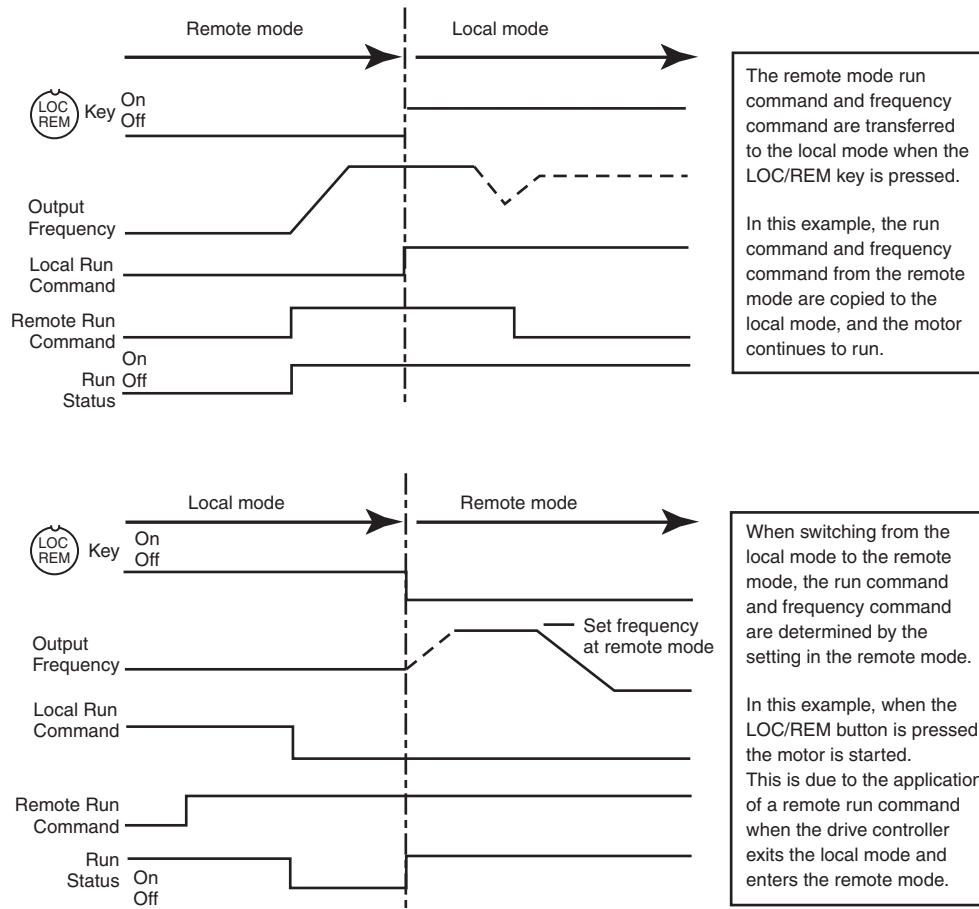 Remote mode
Local mode
LOC
REM
Key
On
Off
Output
Frequency
Local Run
Command
Remote Run
Command
On
Off
Run
Status
The remote mode run
command and frequency
command are transferred
to the local mode when the
LOC/REM key is pressed.
In this example, the run
command and frequency
command from the remote
mode are copied to the
local mode, and the motor
continues to run.
Local mode
Remote mode
LOC
REM
Key
On
Off
Output
Frequency
Set frequency
at remote mode
Local Run
Command
Remote Run
Command
Run
Status
On
Off
When switching from the
local mode to the remote
mode, the run command
and frequency command
are determined by the
setting in the remote mode.
In this example, when the
LOC/REM button is pressed
the motor is started.
This is due to the application
of a remote run command
when the drive controller
exits the local mode and
enters the remote mode.